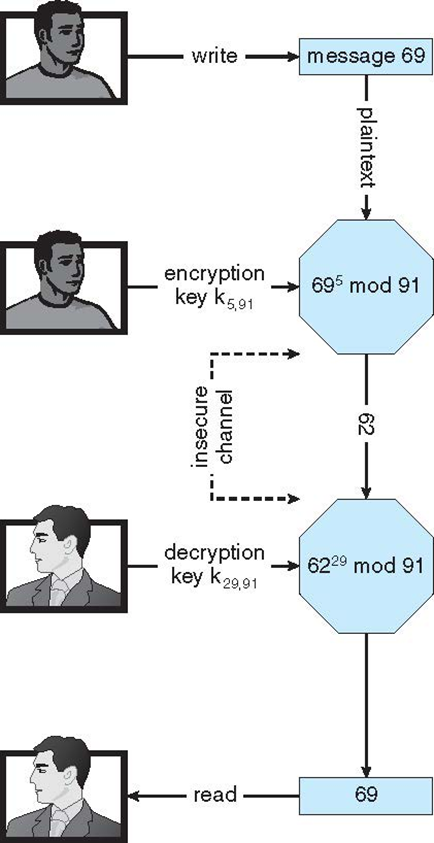 write
message 69
plaintext
encryption
key k5,91
69⁵ mod 91
insecure
channel
62
decryption
key k29,91
62²⁹ mod 91
read
69